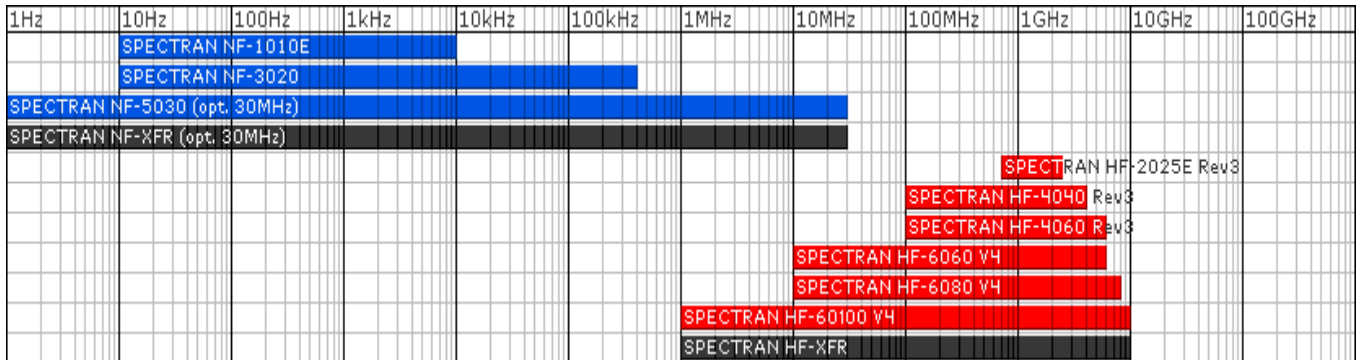 1Hz 10Hz 100Hz 1kHz 10kHz 100kHz 1MHz 10MHz 100MHz 1GHz 10GHz 100GHz
SPECTRAN NF-1010E
SPECTRAN NF-3020
SPECTRAN NF-5030 (opt. 30MHz)
SPECTRAN NF-XFR (opt. 30MHz)
SPECTRAN HF-2025E Rev3
SPECTRAN HF-4040 Rev3
SPECTRAN HF-4060 Rev3
SPECTRAN HF-6060 V4
SPECTRAN HF-6080 V4
SPECTRAN HF-60100 V4
SPECTRAN HF-XFR